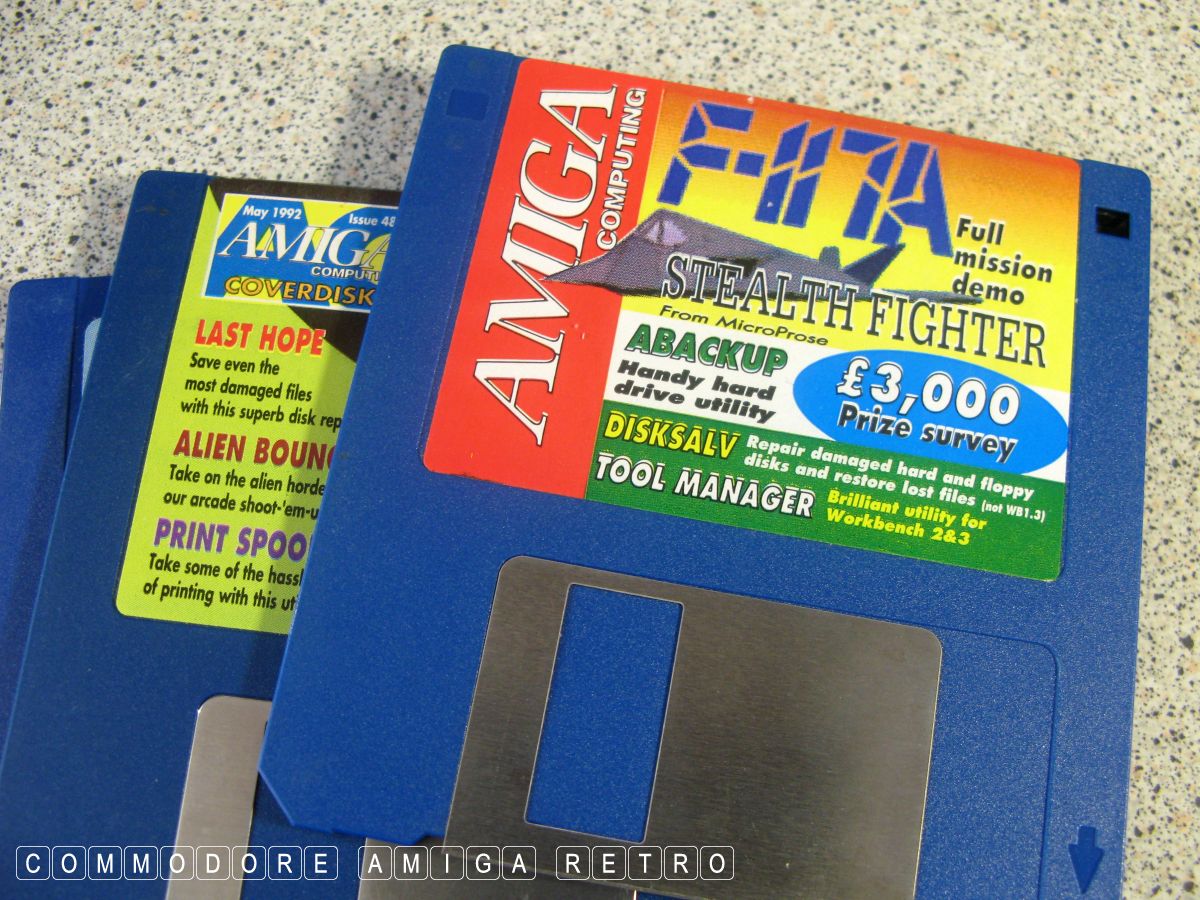 AMIGA
COMPUTING
F-117A
Full
mission
demo
STEALTH FIGHTER
From MicroProse
ABACKUP
Handy hard
drive utility
£3,000
Prize survey
DISKSALV
Repair damaged hard and floppy
disks and restore lost files (not WB1.3)
TOOL MANAGER
Brilliant utility for
Workbench 2&3
May 1992
Issue 48
AMIGA
COMPUTI
COVERDISK
LAST HOPE
Save even the
most damaged files
with this superb disk rep
ALIEN BOUN
Take on the alien horde
our arcade shoot-'em-u
PRINT SPOO
Take some of the hassl
of printing with this uti
COMMODORE AMIGA RETRO